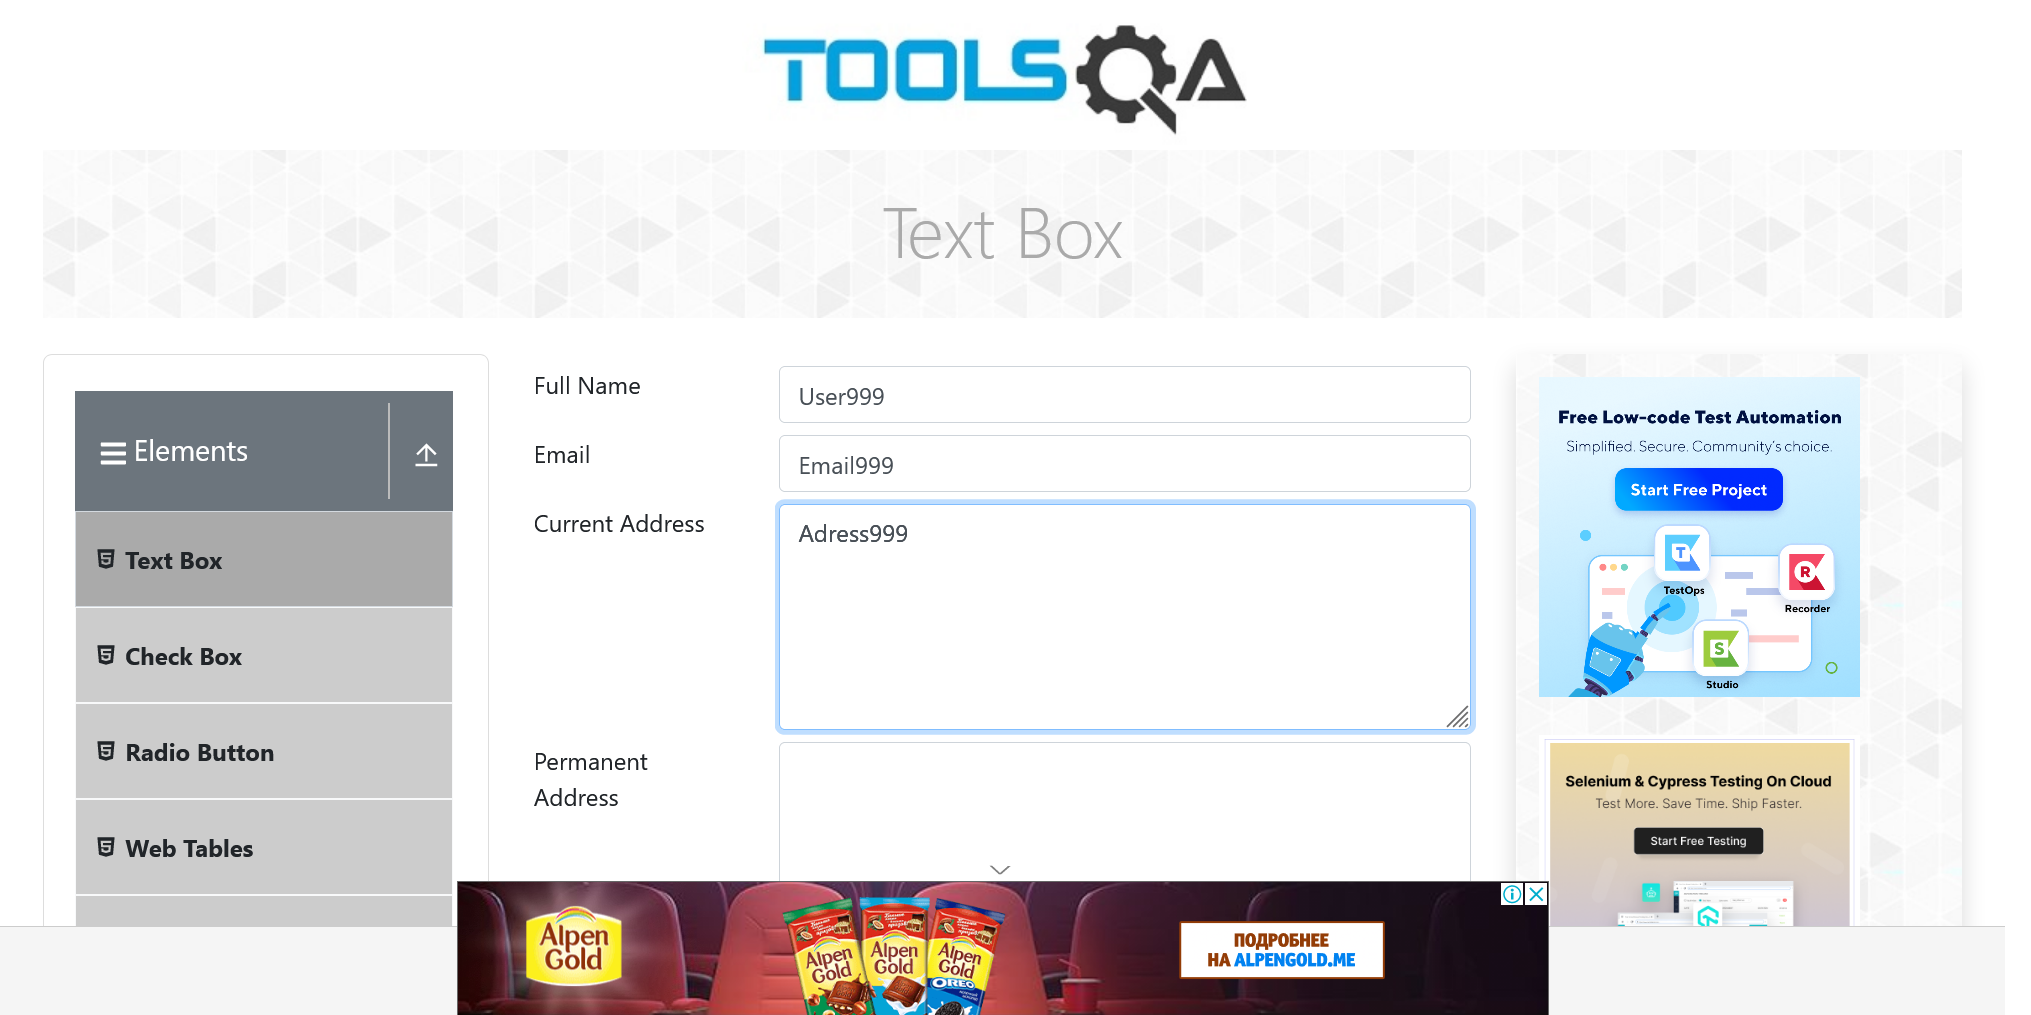 TOOLSQA
Text Box
Elements
Text Box
Check Box
Radio Button
Web Tables
Full Name
User999
Email
Email999
Current Address
Adress999
Permanent
Address
Free Low-code Test Automation
Simplified. Secure. Community's choice.
Start Free Project
T
TestOps
R
Recorder
S
Studio
Selenium & Cypress Testing On Cloud
Test More. Save Time. Ship Faster.
Start Free Testing
Alpen
Gold
Alpen
Gold
Alpen
Gold
Alpen
Gold
OREO
ПОДРОБНЕЕ
НА ALPENGOLD.ME